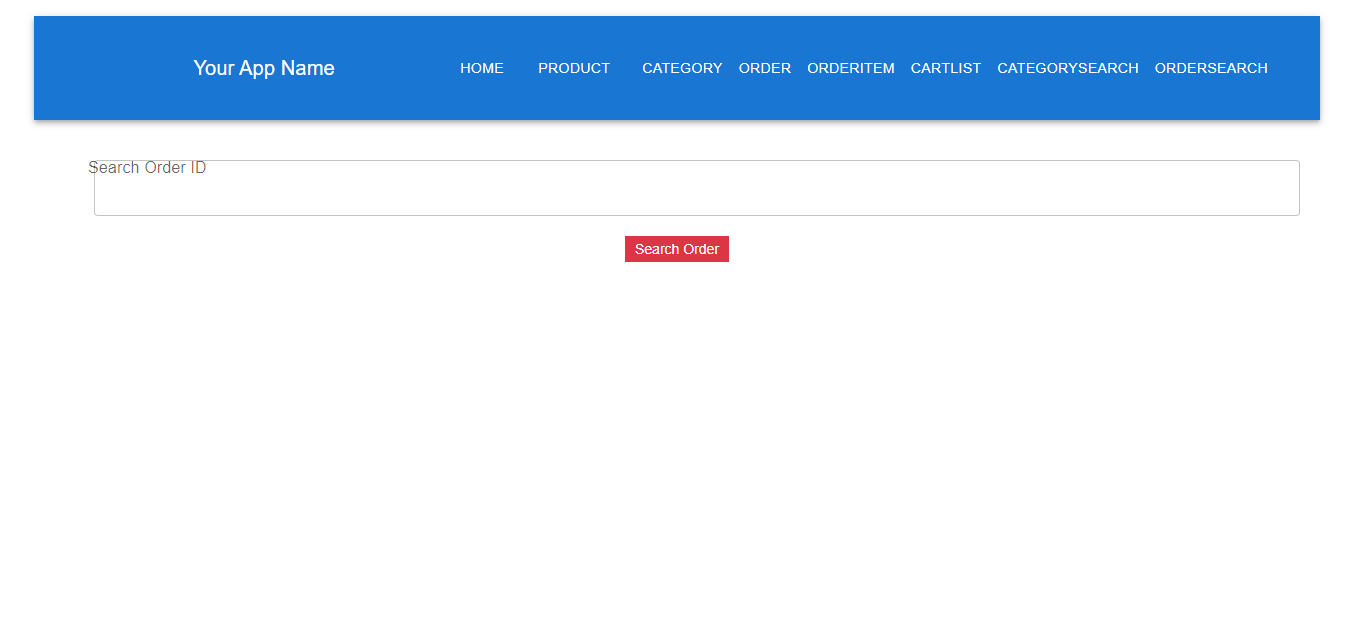 Your App Name HOME PRODUCT CATEGORY ORDER ORDERITEM CARTLIST CATEGORYSEARCH ORDERSEARCH
Search Order ID
Search Order